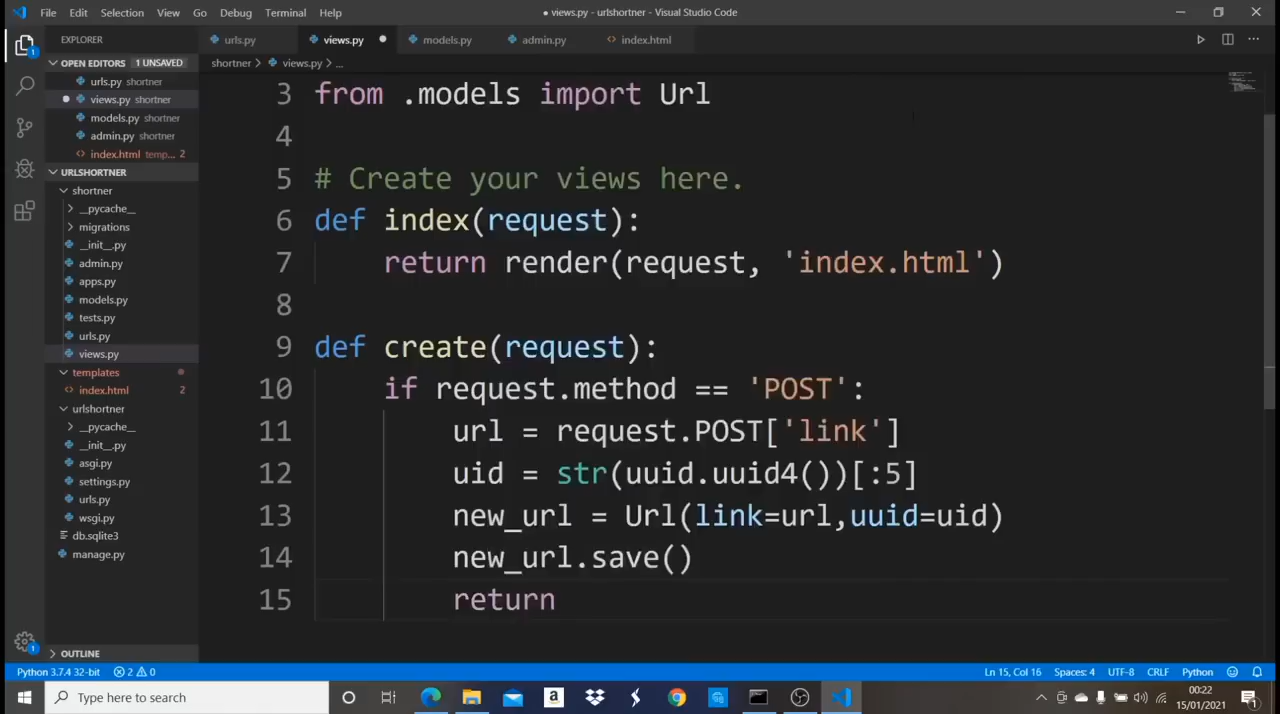 File Edit Selection View Go Debug Terminal Help ● views.py - urlshortner - Visual Studio Code
EXPLORER urls.py views.py models.py admin.py index.html
OPEN EDITORS 1 UNSAVED
urls.py shortner
views.py shortner
models.py shortner
admin.py shortner
index.html temp... 2
URLSHORTNER
shortner
__pycache__
migrations
__init__.py
admin.py
apps.py
models.py
tests.py
urls.py
views.py
templates
index.html 2
urlshortner
__pycache__
__init__.py
asgi.py
settings.py
urls.py
wsgi.py
db.sqlite3
manage.py
OUTLINE
shortner > views.py > ...
3 from .models import Url
4
5 # Create your views here.
6 def index(request):
7 return render(request, 'index.html')
8
9 def create(request):
10 if request.method == 'POST':
11 url = request.POST['link']
12 uid = str(uuid.uuid4())[:5]
13 new_url = Url(link=url,uuid=uid)
14 new_url.save()
15 return
Python 3.7.4 32-bit 2 0 Ln 15, Col 16 Spaces: 4 UTF-8 CRLF Python
Type here to search
00:22
15/01/2021